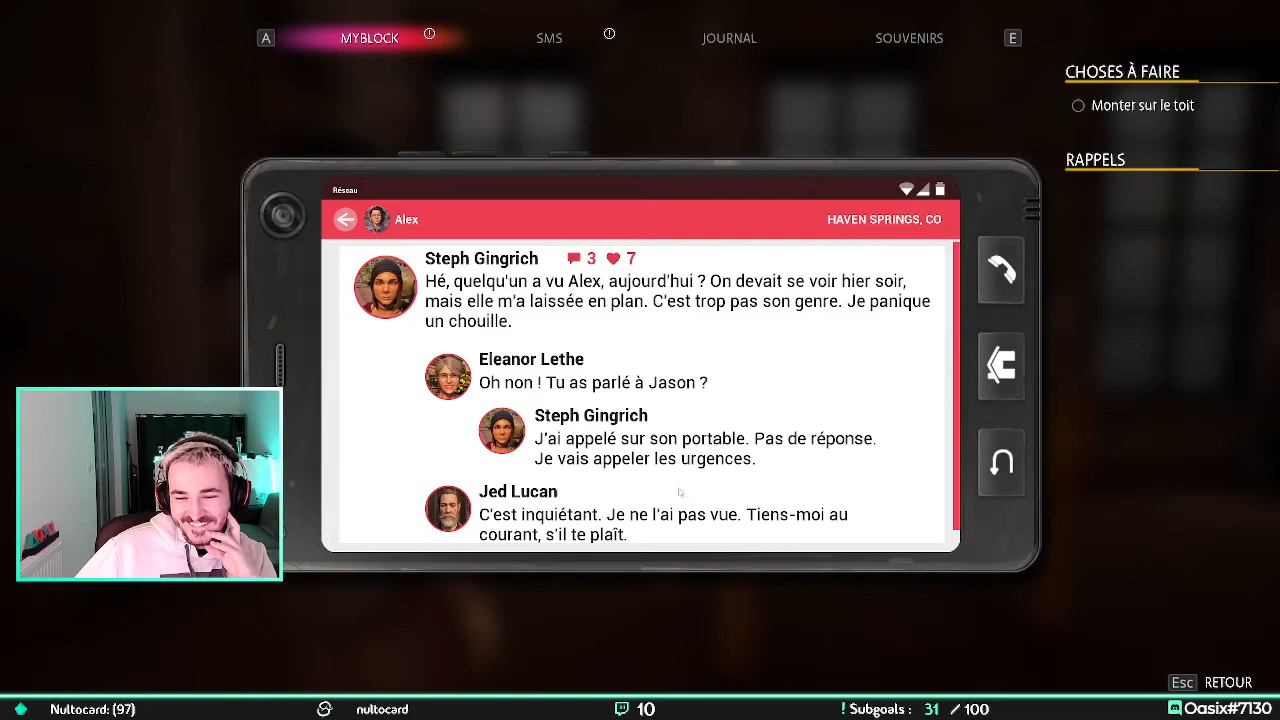 A
MYBLOCK
SMS
JOURNAL
SOUVENIRS
E
CHOSES À FAIRE
Monter sur le toit
RAPPELS
Réseau
Alex
HAVEN SPRINGS, CO
Steph Gingrich 3 7
Hé, quelqu'un a vu Alex, aujourd'hui ? On devait se voir hier soir,
mais elle m'a laissée en plan. C'est trop pas son genre. Je panique
un chouille.
Eleanor Lethe
Oh non ! Tu as parlé à Jason ?
Steph Gingrich
J'ai appelé sur son portable. Pas de réponse.
Je vais appeler les urgences.
Jed Lucan
C'est inquiétant. Je ne l'ai pas vue. Tiens-moi au
courant, s'il te plaît.
Esc RETOUR
Nultocard: (97)
nultocard
10
! Subgoals : 31 / 100
Oasix#7130